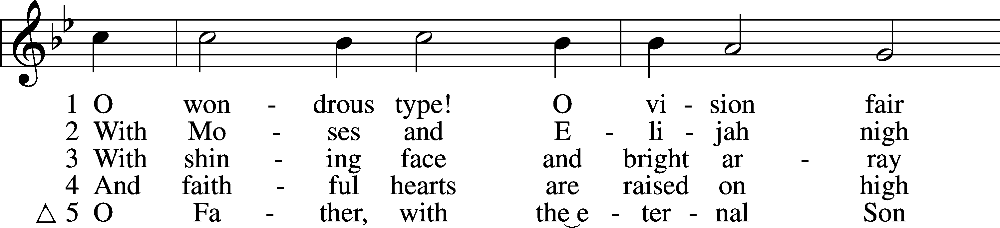 1 O won - drous type! O vi - sion fair
2 With Mo - ses and E - li - jah nigh
3 With shin - ing face and bright ar - ray
4 And faith - ful hearts are raised on high
△ 5 O Fa - ther, with the‿e - ter - nal Son